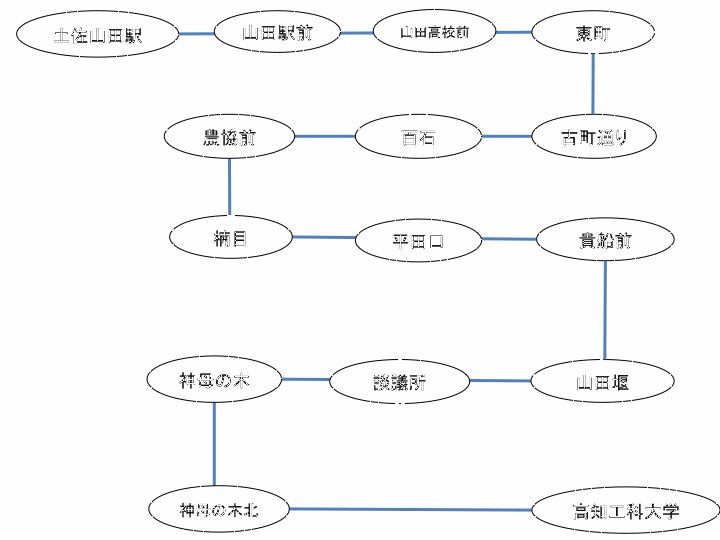 土佐山田駅
山田駅前
山田高校前
東町
古町通り
百石
農協前
楠目
平田口
貴船前
山田堰
談議所
神母の木
神母の木北
高知工科大学